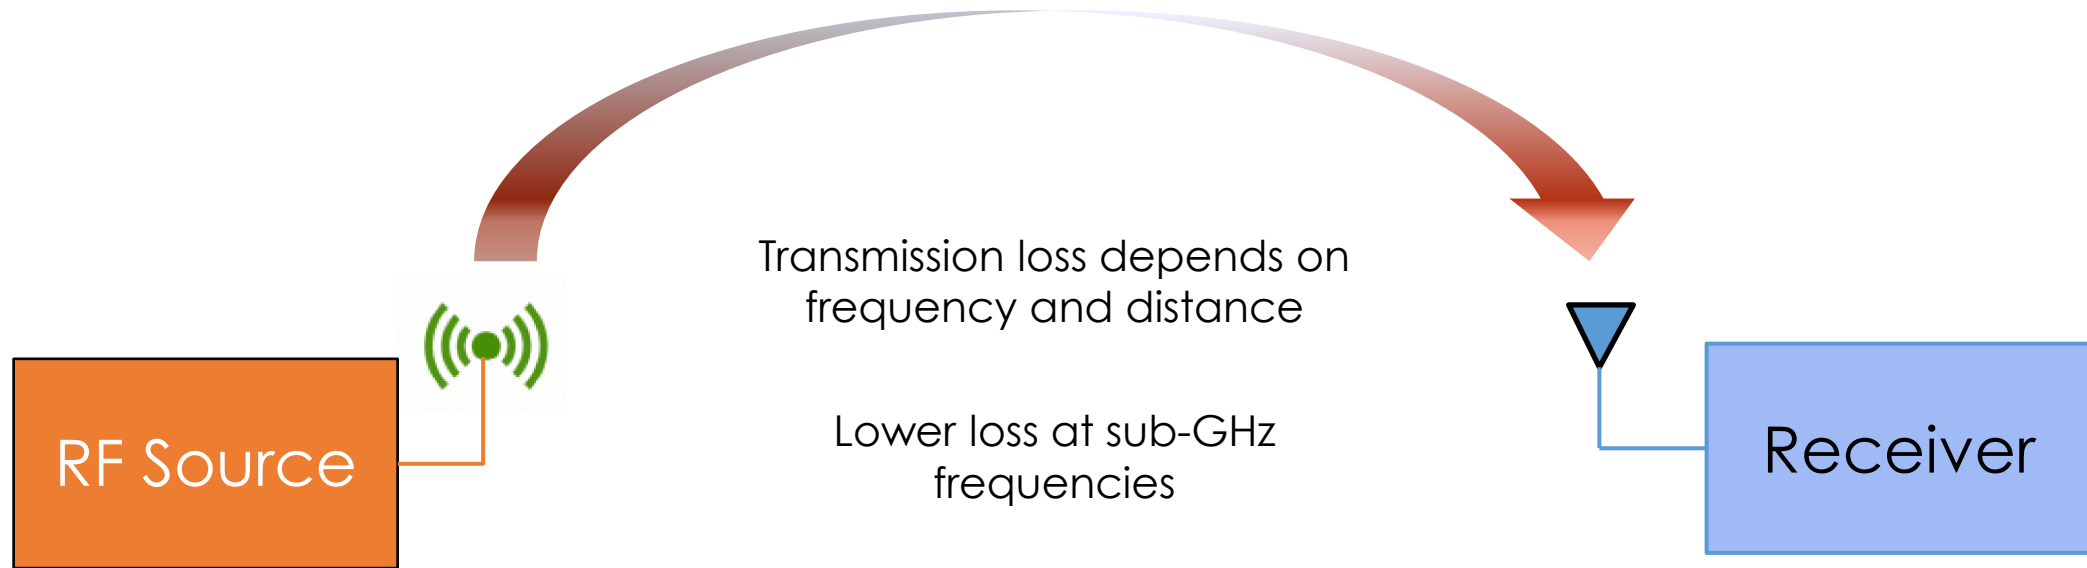 Transmission loss depends on
frequency and distance
Lower loss at sub-GHz
frequencies
RF Source
Receiver